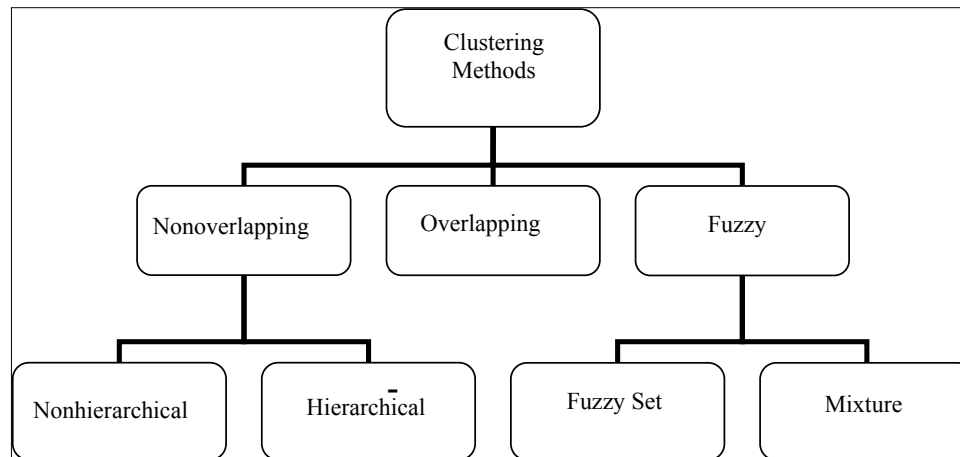 Clustering
Methods
Nonoverlapping
Overlapping
Fuzzy
Nonhierarchical
Hierarchical
Fuzzy Set
Mixture